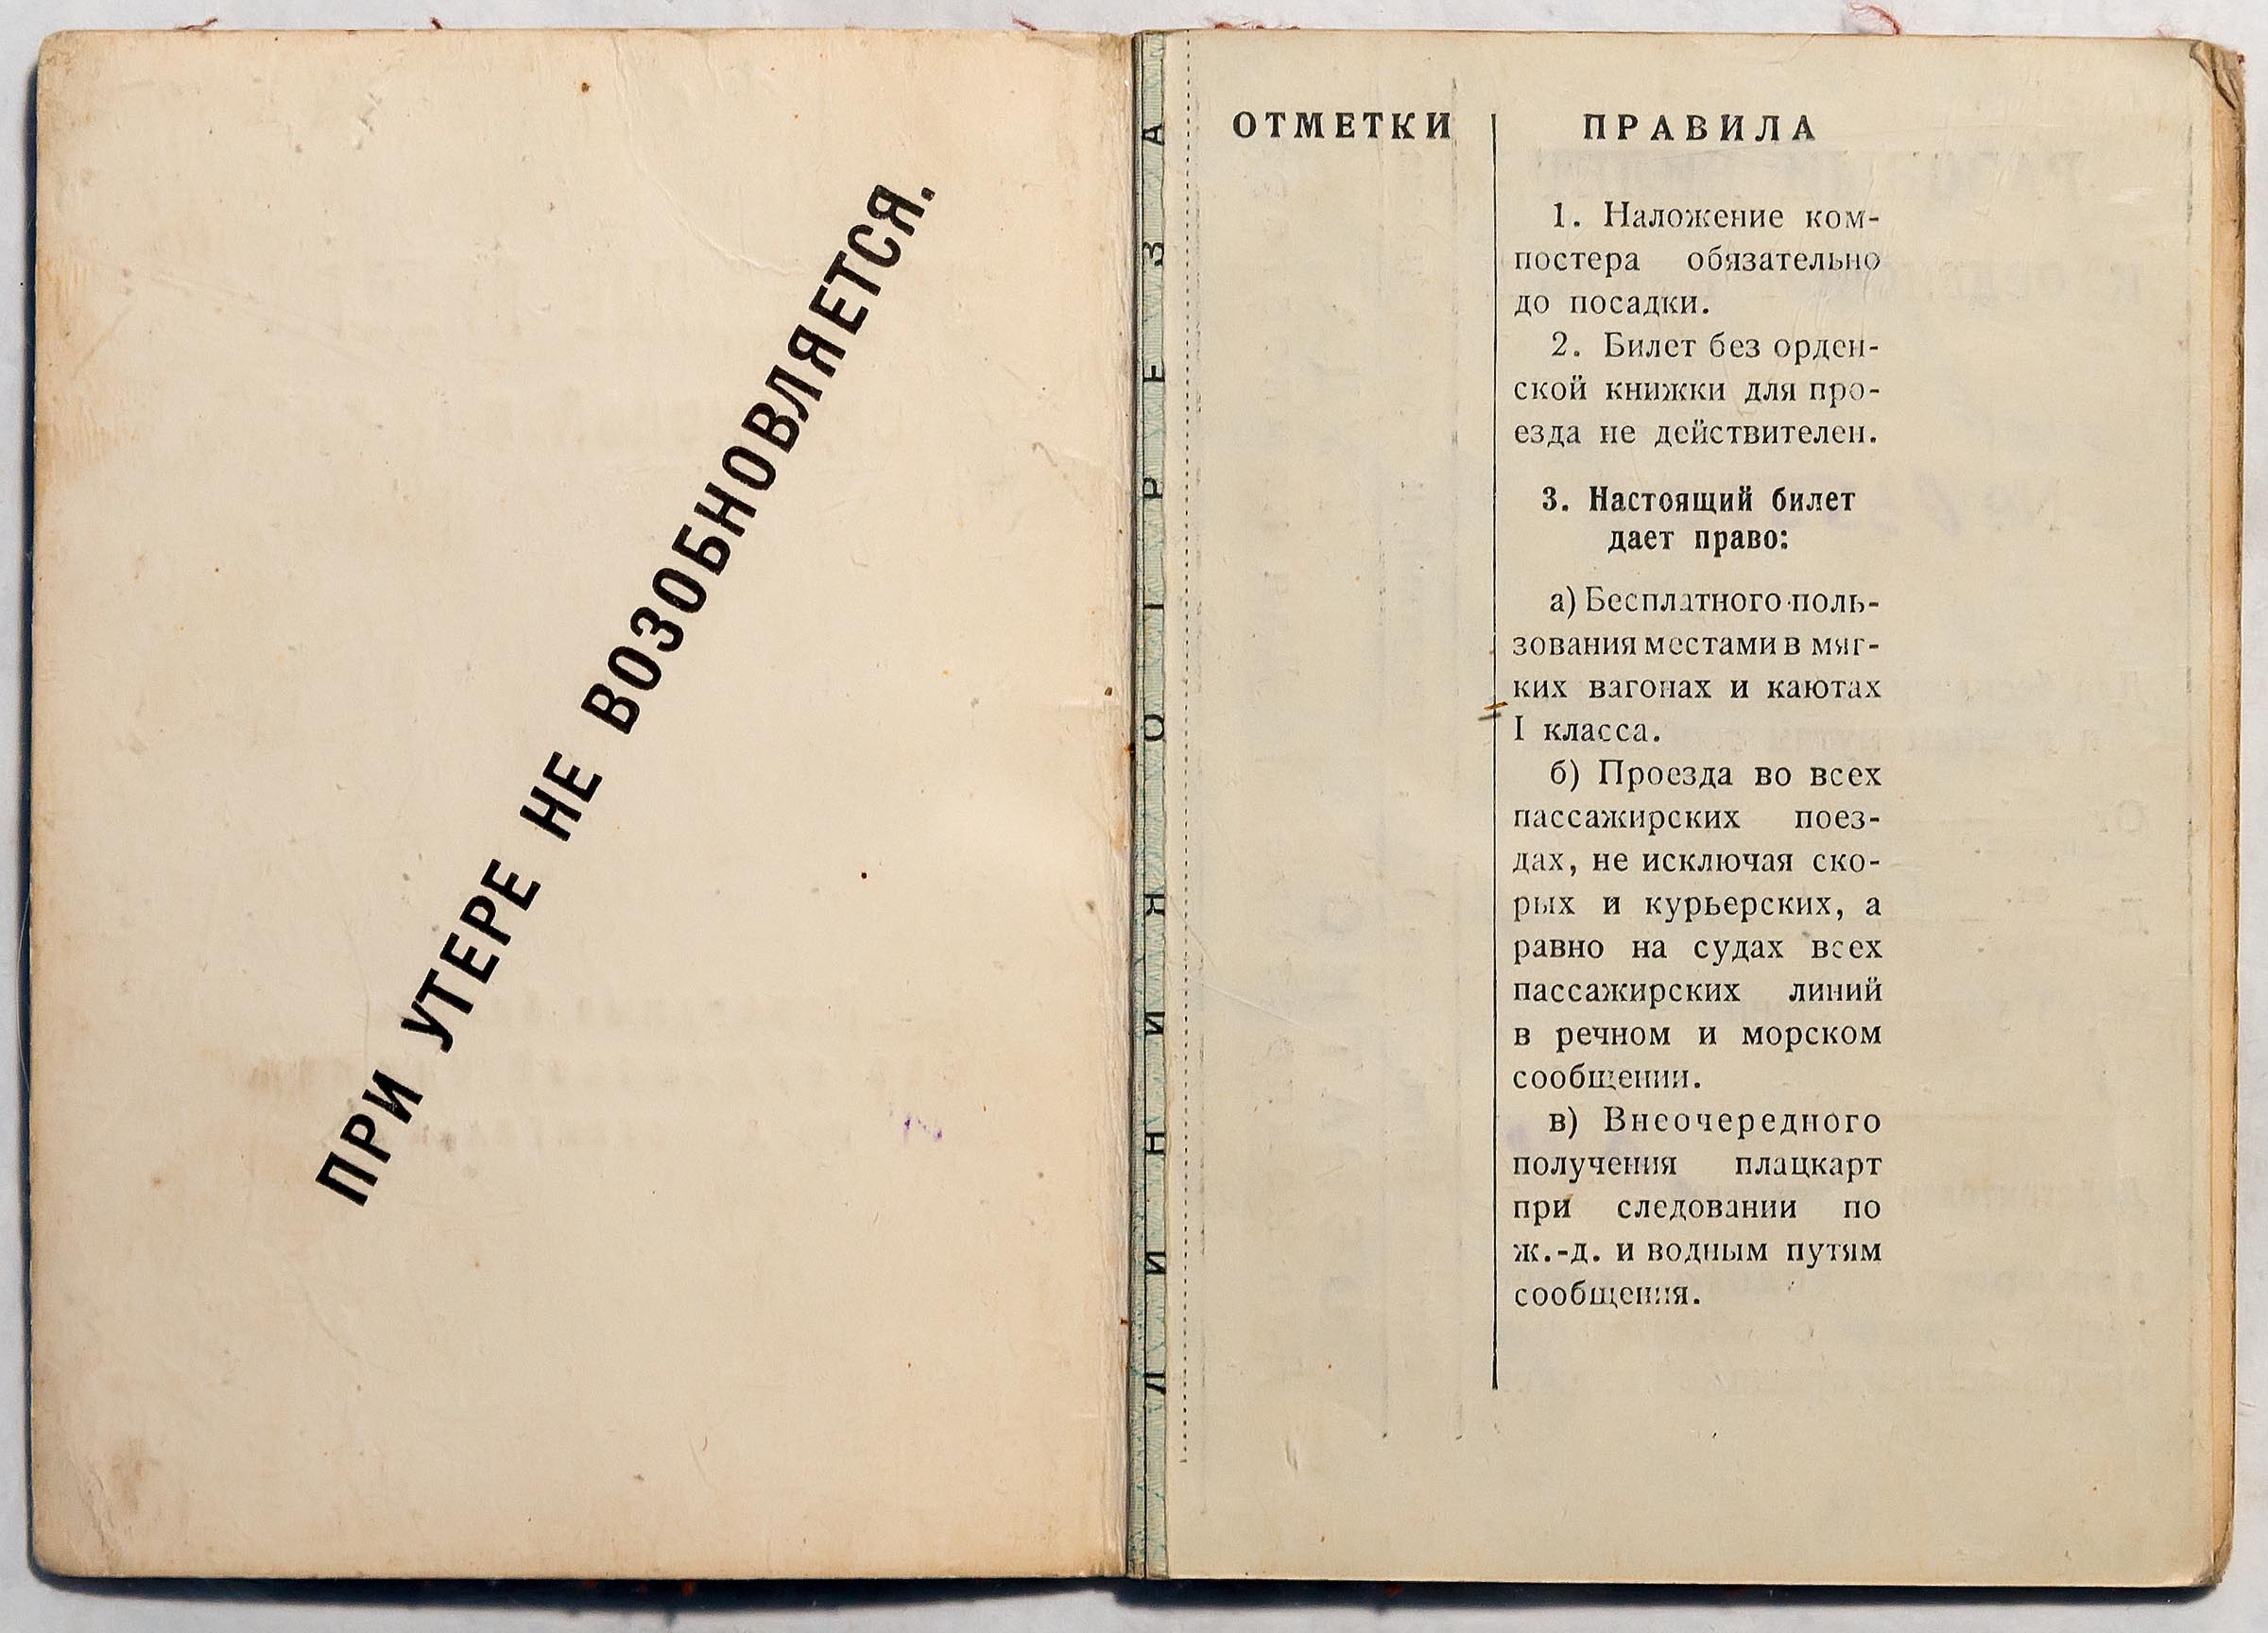 ПРИ УТЕРЕ НЕ ВОЗОБНОВЛЯЕТСЯ.
ЛИНИЯ ОТРЕЗА
ОТМЕТКИ
ПРАВИЛА
1. Наложение ком-
постера обязательно
до посадки.
2. Билет без орден-
ской книжки для про-
езда не действителен.
3. Настоящий билет
дает право:
а) Бесплатного поль-
зования местами в мяг-
ких вагонах и каютах
I класса.
б) Проезда во всех
пассажирских поез-
дах, не исключая ско-
рых и курьерских, а
равно на судах всех
пассажирских линий
в речном и морском
сообщении.
в) Внеочередного
получения плацкарт
при следовании по
ж.-д. и водным путям
сообщения.